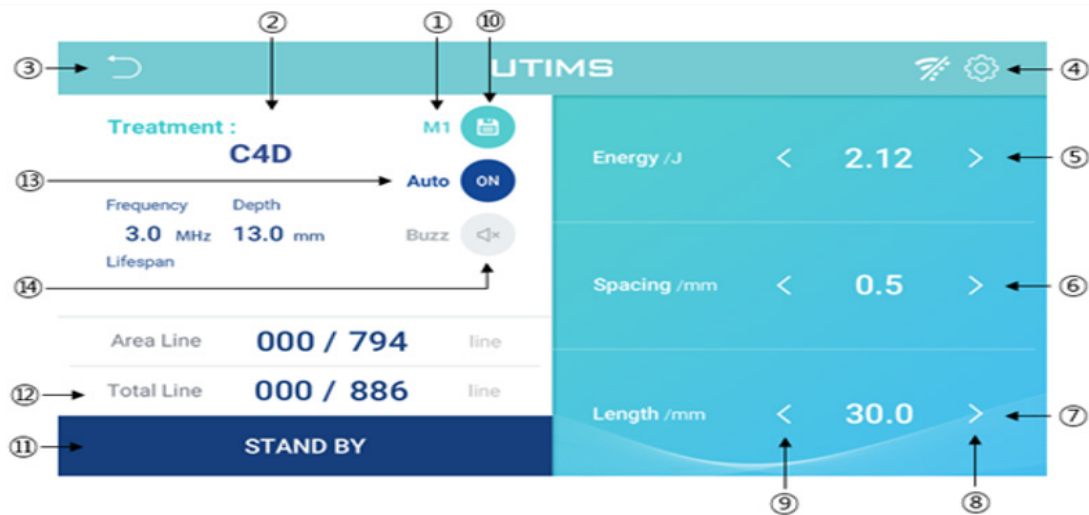 ② ① ⑩
③ UTIMS ④
Treatment :
M1
C4D
⑬ Auto ON
Frequency Depth
3.0 MHz 13.0 mm
Buzz
Lifespan
⑭
Area Line 000 / 794 line
⑫ Total Line 000 / 886 line
⑪ STAND BY
Energy /J < 2.12 > ⑤
Spacing /mm < 0.5 > ⑥
Length /mm < 30.0 > ⑦
⑨ ⑧